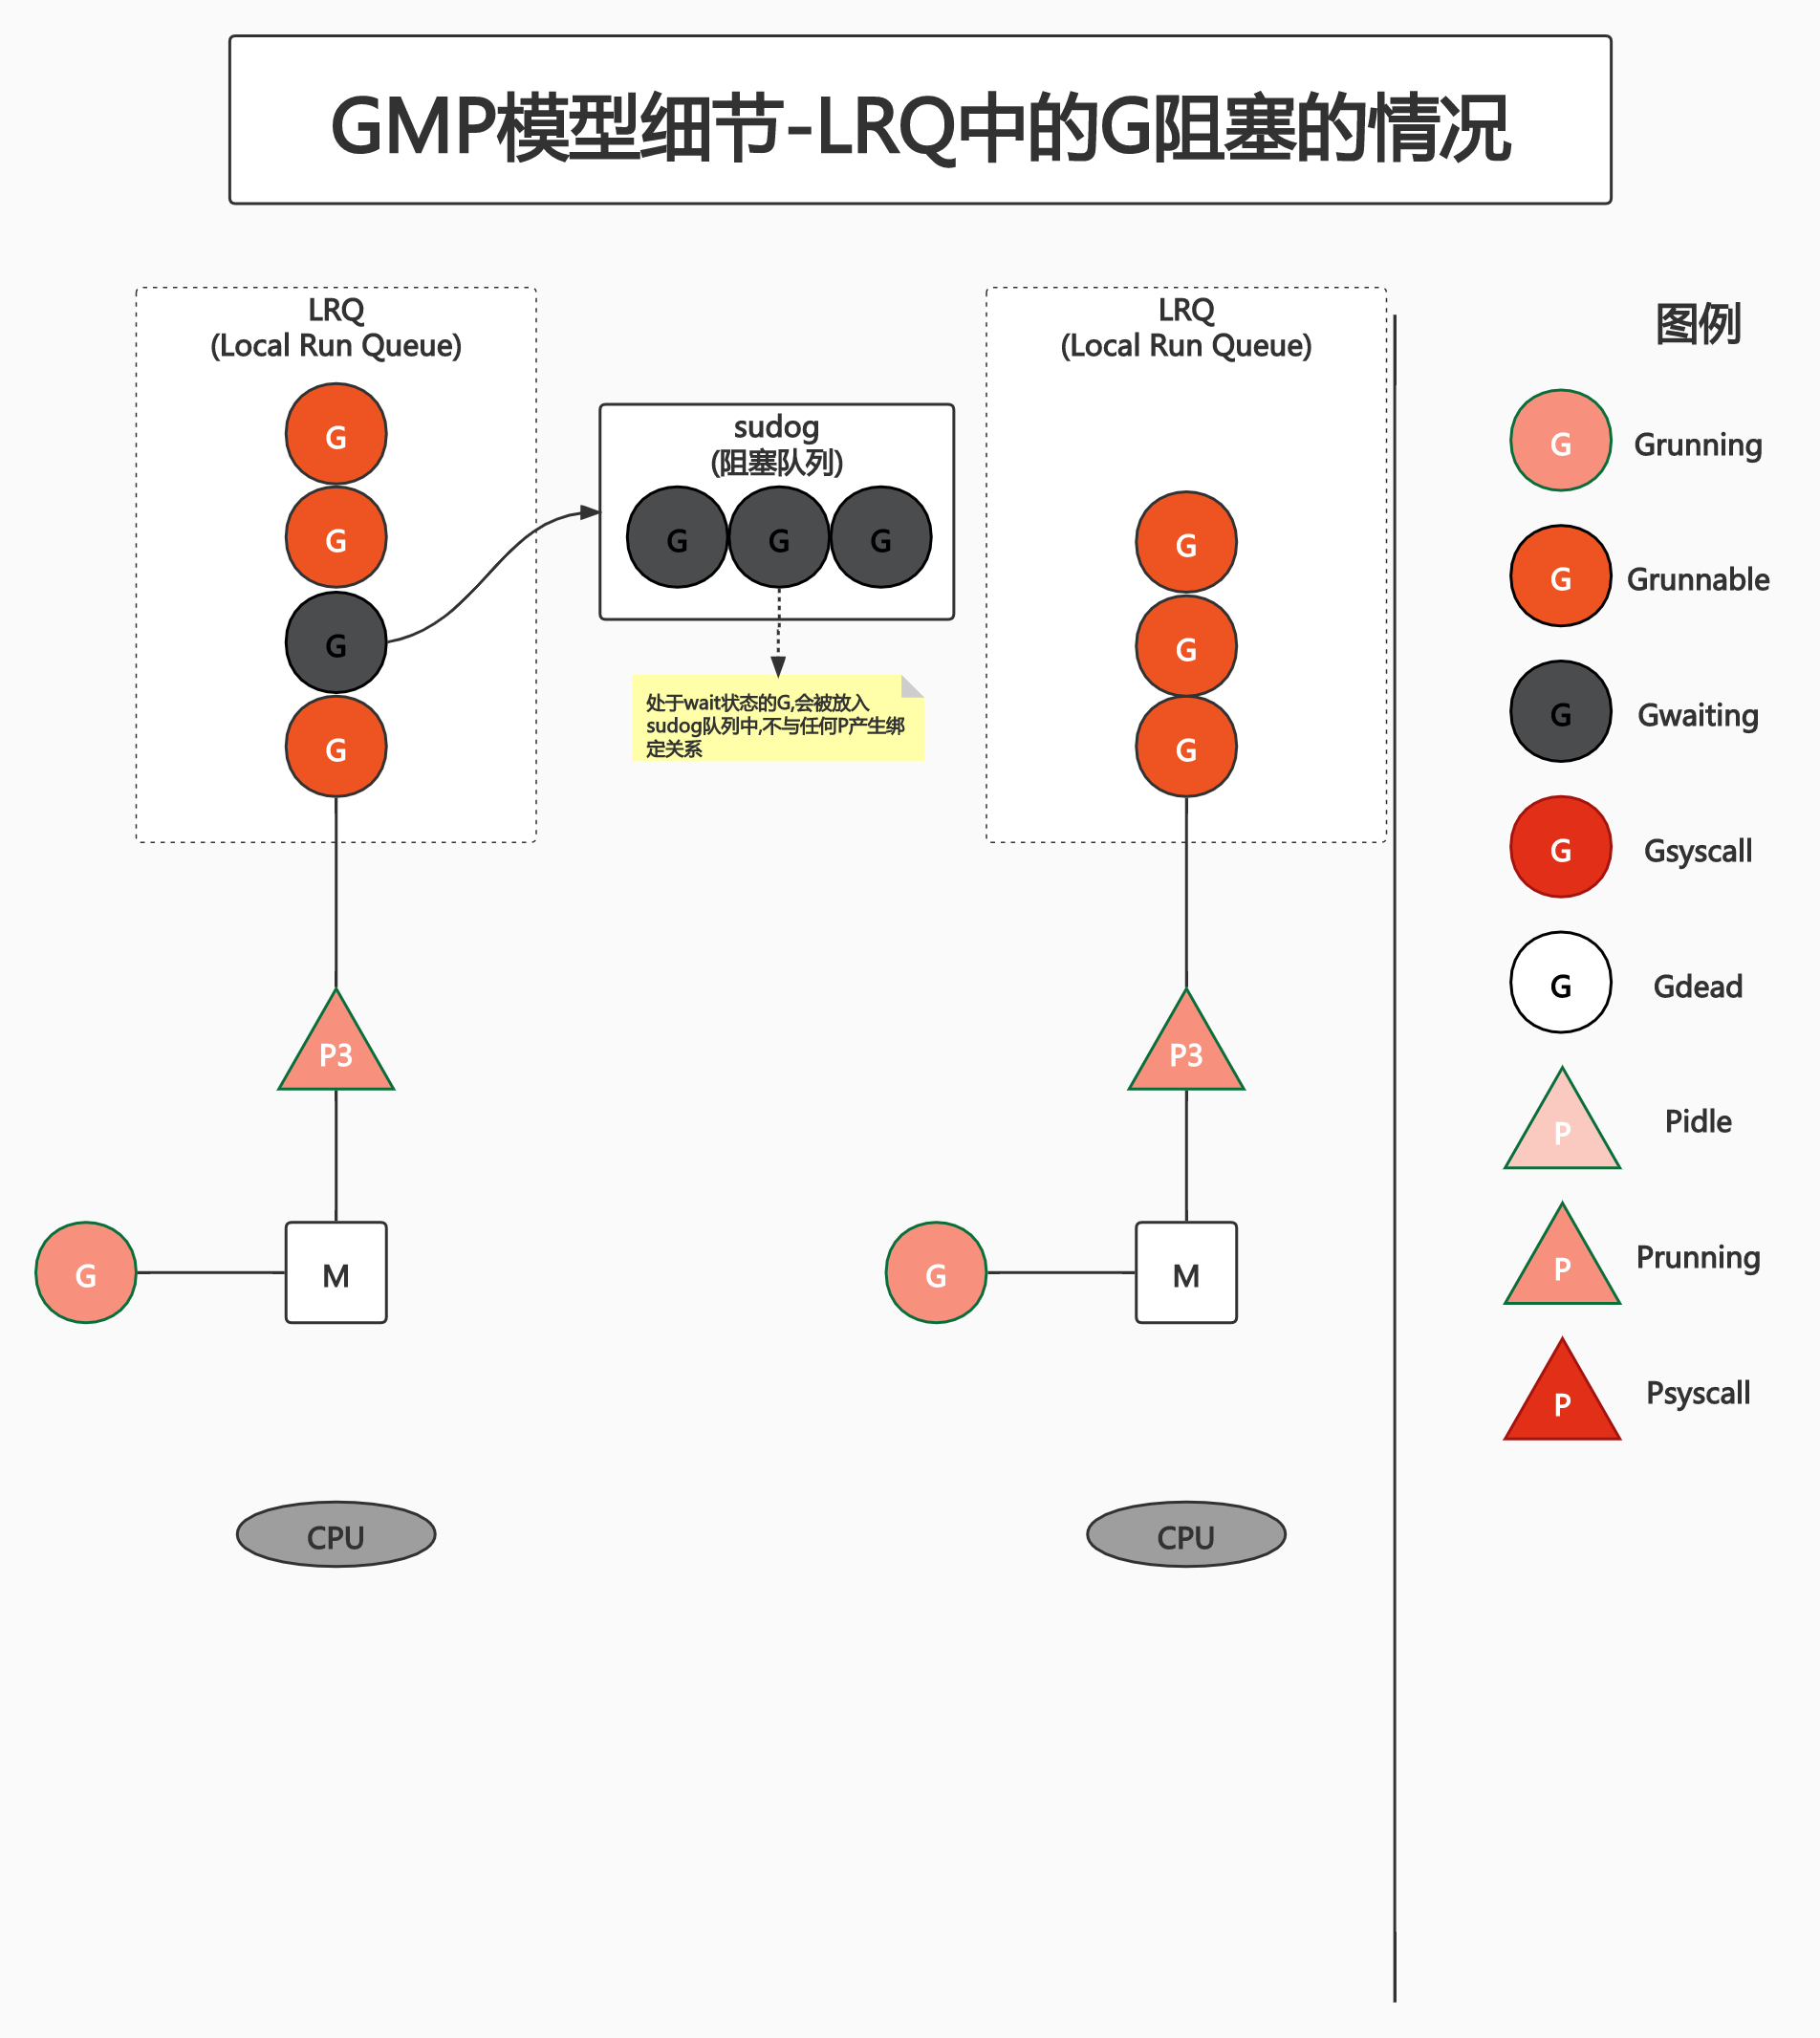 GMP模型细节-LRQ中的G阻塞的情况
LRQ
(Local Run Queue)
G
G
G
G
sudog
(阻塞队列)
G G G
处于wait状态的G,会被放入
sudog队列中,不与任何P产生绑
定关系
LRQ
(Local Run Queue)
G
G
G
P3
P3
G
M
G
M
CPU
CPU
图例
G Grunning
G Grunnable
G Gwaiting
G Gsyscall
G Gdead
P Pidle
P Prunning
P Psyscall